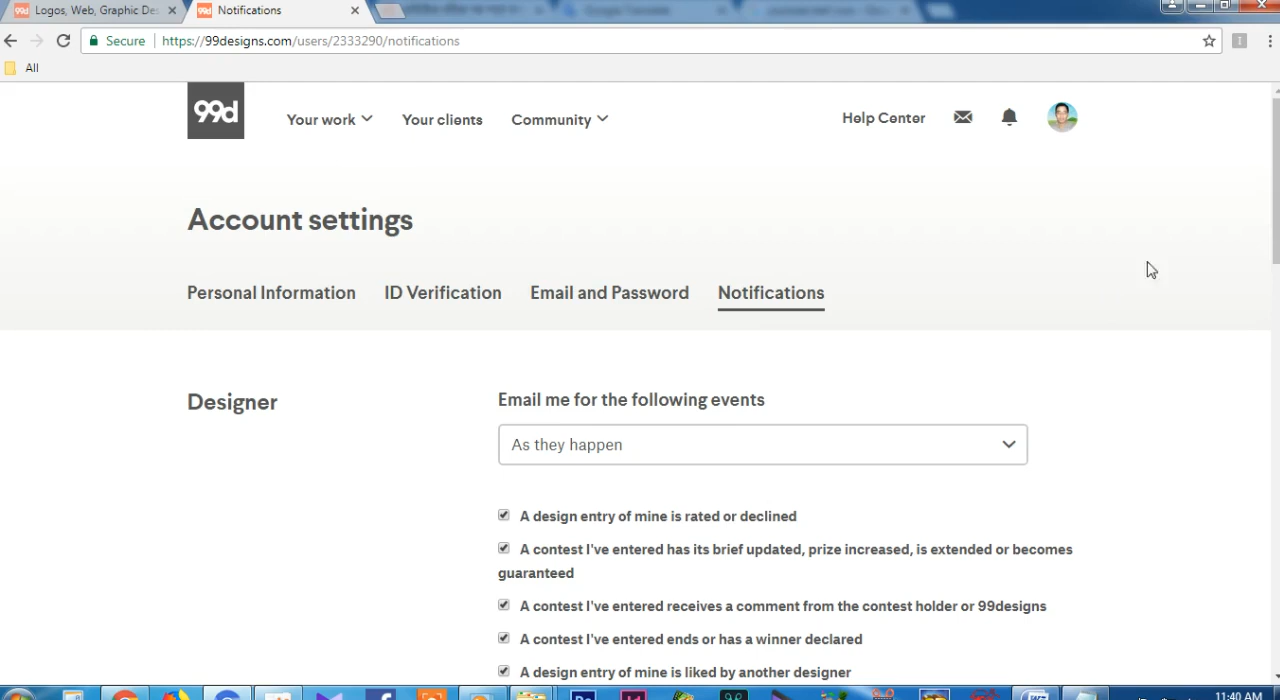 99d Logos, Web, Graphic De
99d Notifications
Google Translate
Secure https://99designs.com/users/2333290/notifications
All
99d
Your work
Your clients
Community
Help Center
Account settings
Personal Information
ID Verification
Email and Password
Notifications
Designer
Email me for the following events
As they happen
A design entry of mine is rated or declined
A contest I've entered has its brief updated, prize increased, is extended or becomes
guaranteed
A contest I've entered receives a comment from the contest holder or 99designs
A contest I've entered ends or has a winner declared
A design entry of mine is liked by another designer
11:40 AM